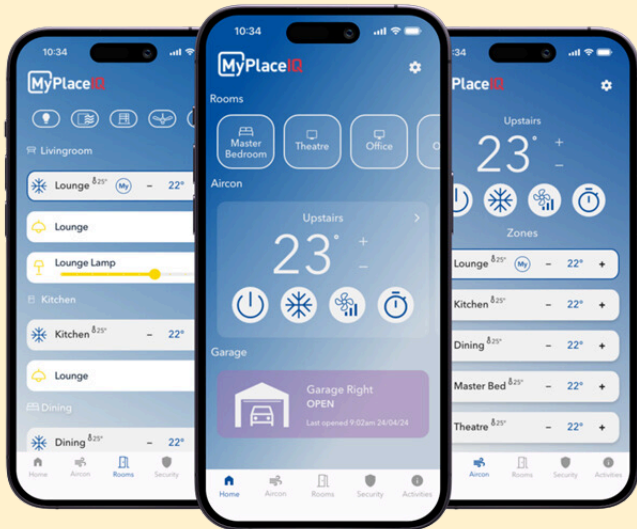 10:34
MyPlaceIQ
Livingroom
Lounge 25° My - 22°
Lounge
Lounge Lamp
Kitchen
Kitchen 25° - 22°
Lounge
Dining
Dining 25° - 22°
Home Aircon Rooms Security
10:34
MyPlaceIQ
Rooms
Master Bedroom
Theatre
Office
Aircon
Upstairs
23° +
-
Garage
Garage Right
OPEN
Last opened 9:02am 24/04/24
Home Aircon Rooms Security Activities
:34
PlaceIQ
Upstairs
23° +
-
Zones
Lounge 25° My - 22° +
Kitchen 25° - 22° +
Dining 25° - 22° +
Master Bed 25° - 22° +
Theatre 25° - 22° +
Aircon Rooms Security Activities